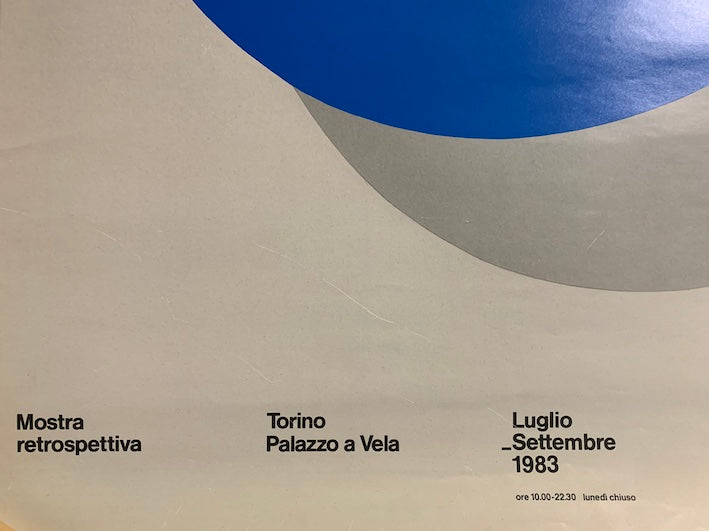 Mostra
retrospettiva
Torino
Palazzo a Vela
Luglio
_Settembre
1983
ore 10.00-22.30 lunedì chiuso